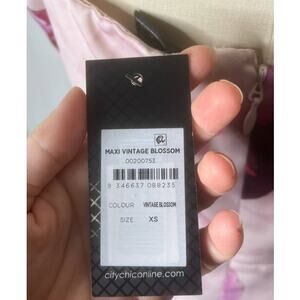 MAXI VINTAGE BLOSSOM
00200753
9 346637 088235
COLOUR VINTAGE BLOSSOM
SIZE XS
citychiconline.com